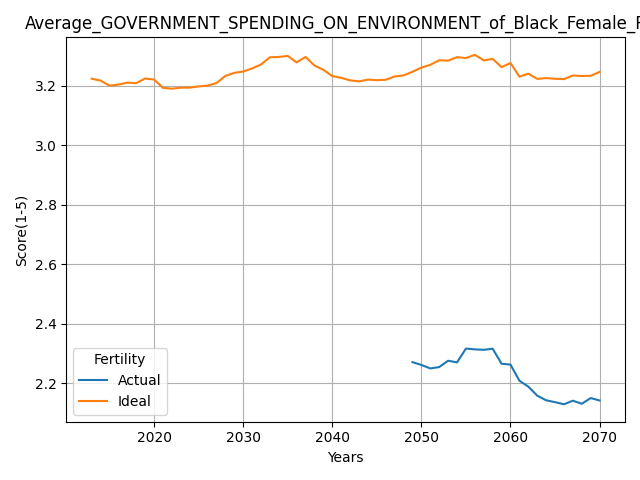 Average_GOVERNMENT_SPENDING_ON_ENVIRONMENT_of_Black_Female_
3.2
3.0
2.8
2.6
2.4
2.2
Score(1-5)
Fertility
Actual
Ideal
2020 2030 2040 2050 2060 2070
Years